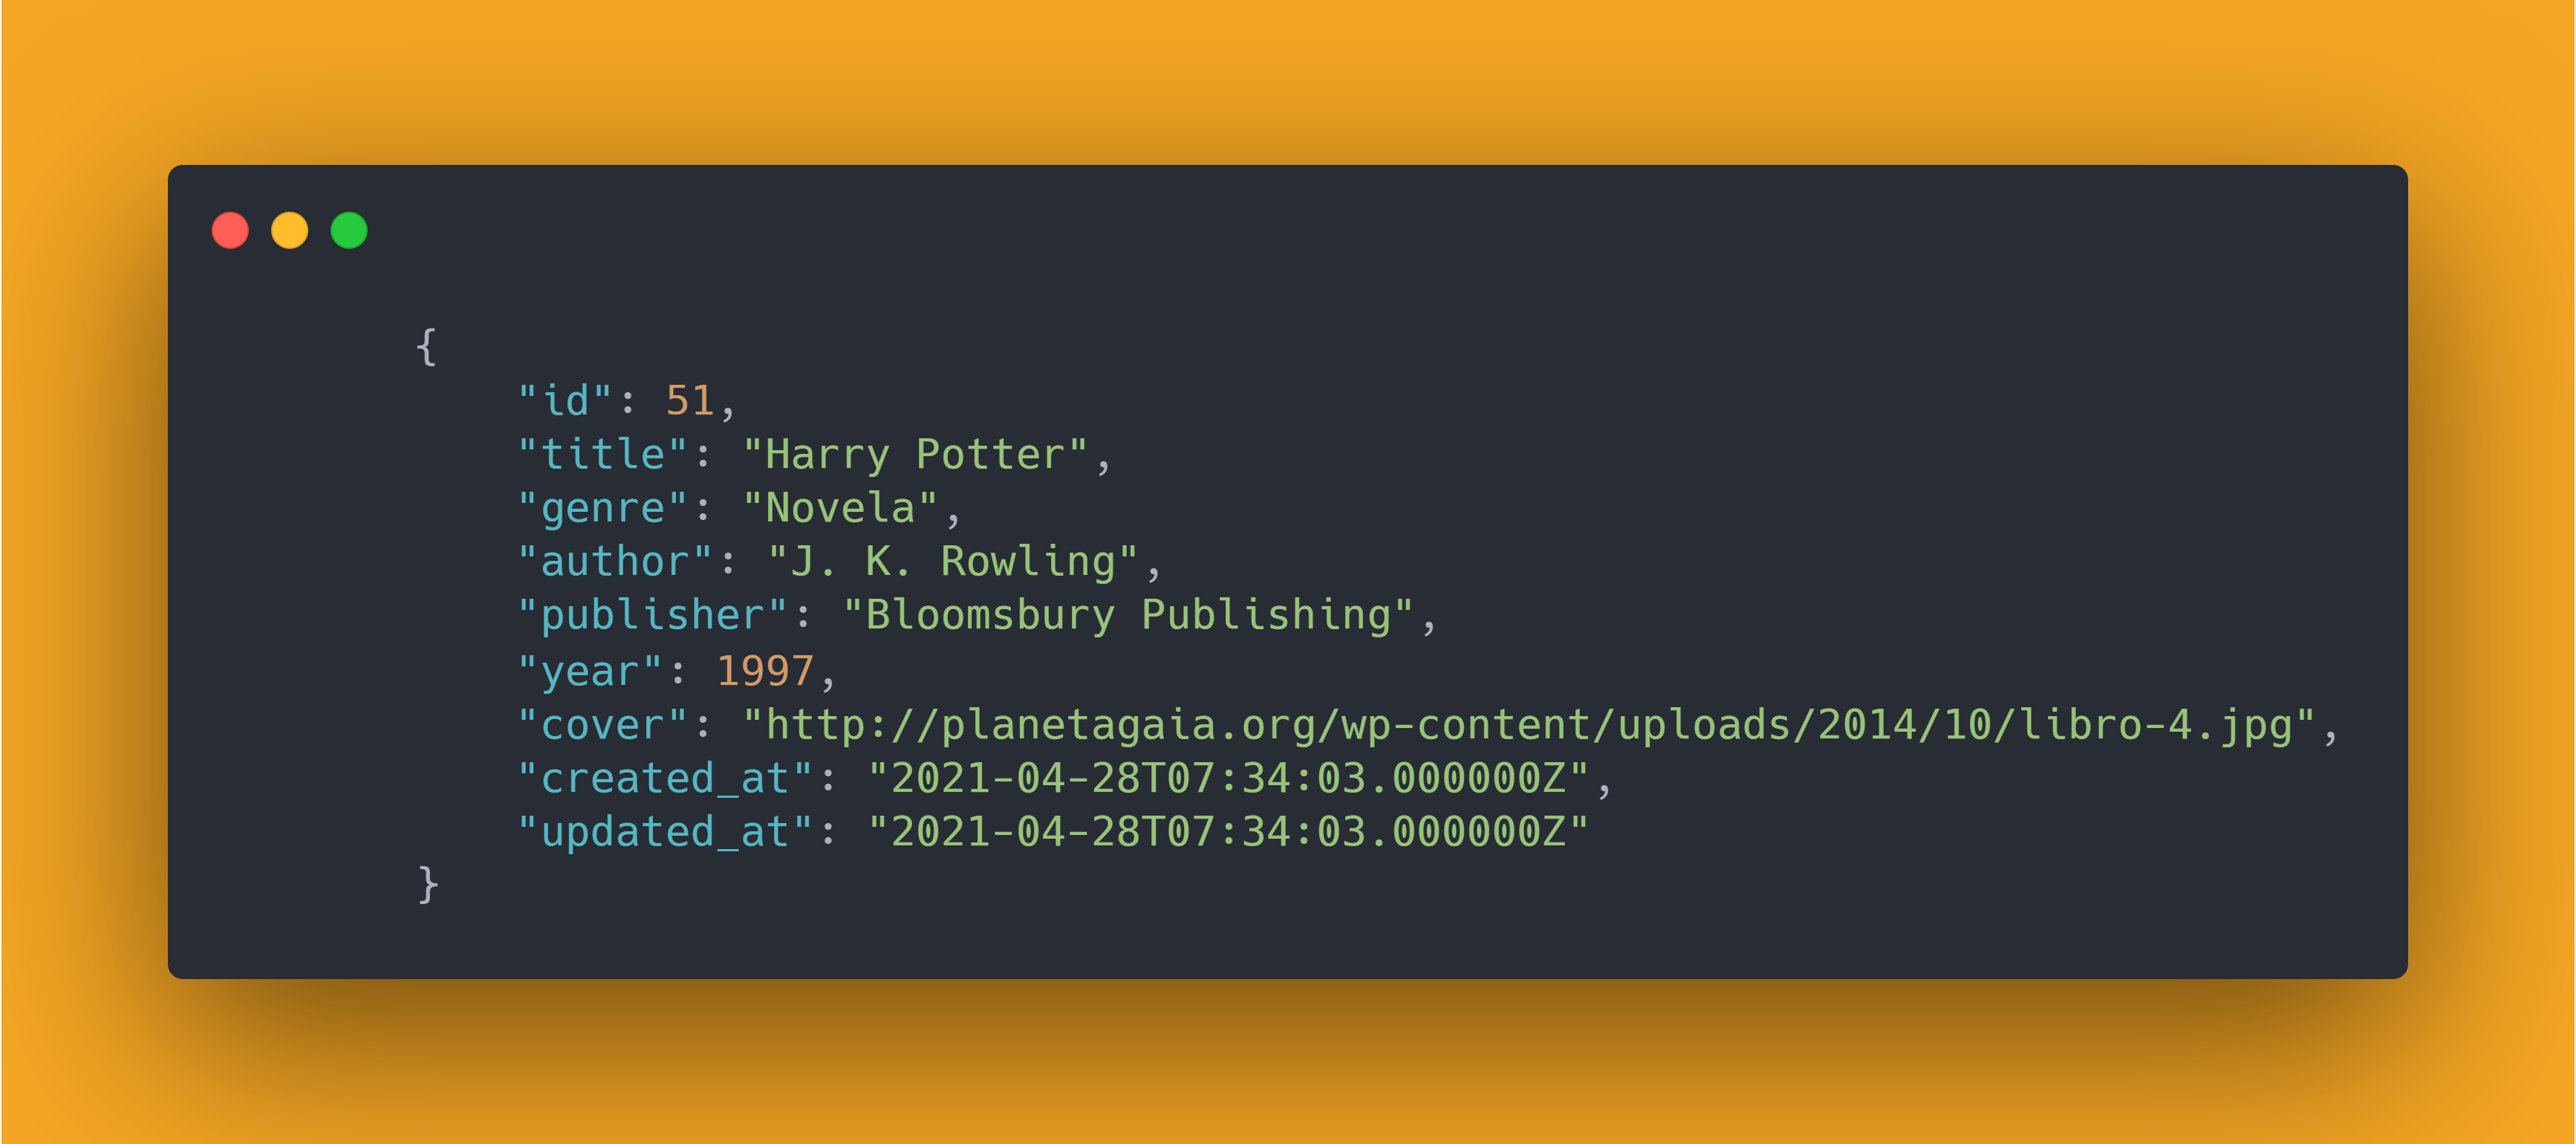 {
"id": 51,
"title": "Harry Potter",
"genre": "Novela",
"author": "J. K. Rowling",
"publisher": "Bloomsbury Publishing",
"year": 1997,
"cover": "http://planetagaia.org/wp-content/uploads/2014/10/libro-4.jpg",
"created_at": "2021-04-28T07:34:03.000000Z",
"updated_at": "2021-04-28T07:34:03.000000Z"
}